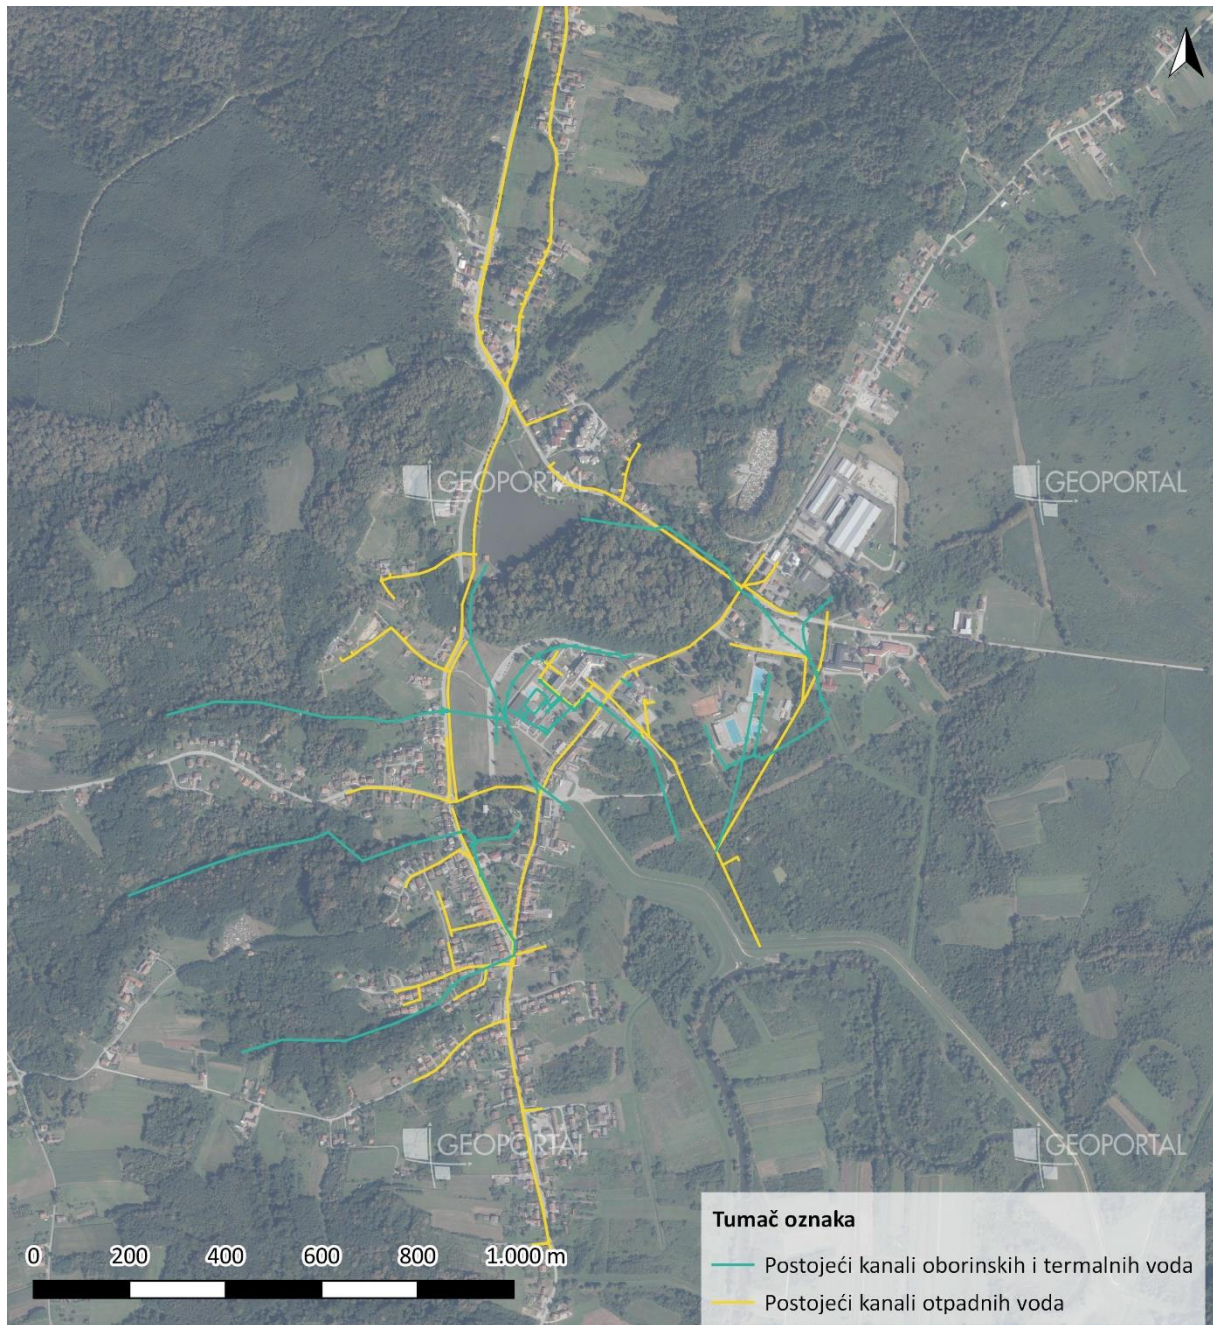 GEOPORTAL
GEOPORTAL
GEOPORTAL
GEOPORTAL
Tumač oznaka
Postojeći kanali oborinskih i termalnih voda
Postojeći kanali otpadnih voda
0 200 400 600 800 1.000 m